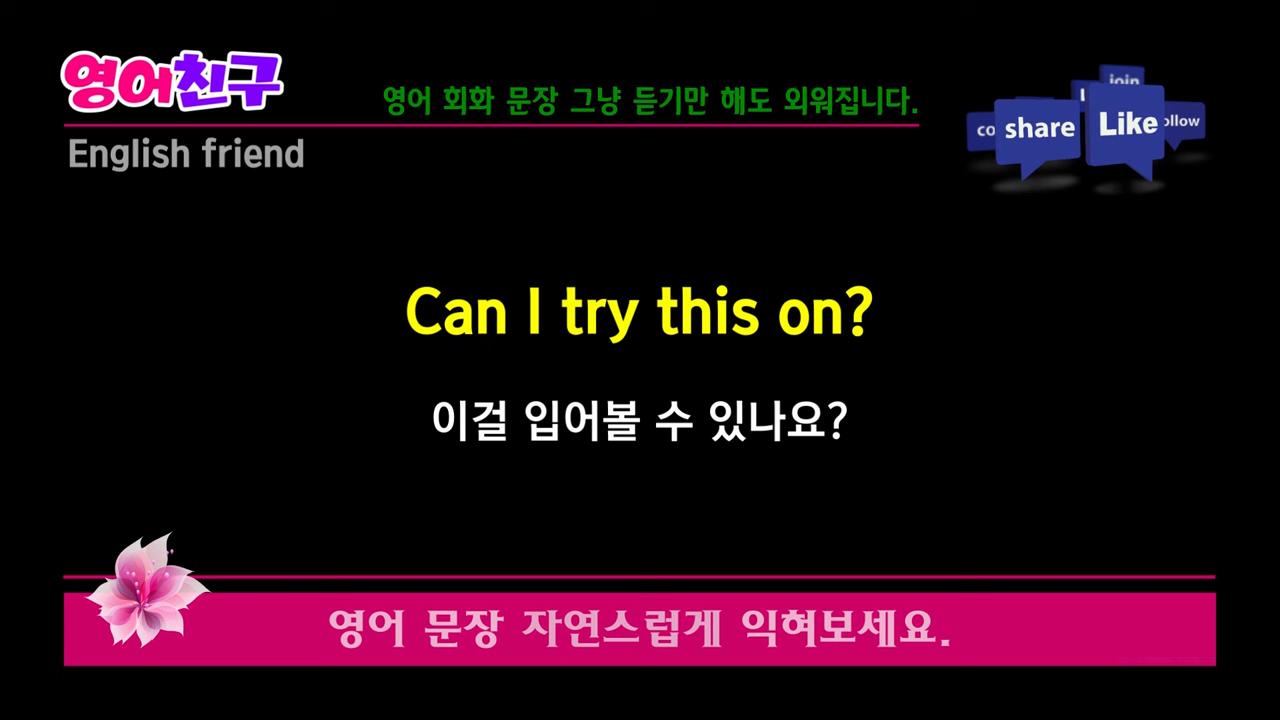 영어친구
영어 회화 문장 그냥 듣기만 해도 외워집니다.
English friend
join
share
Like
Can I try this on?
이걸 입어볼 수 있나요?
영어 문장 자연스럽게 익혀보세요.